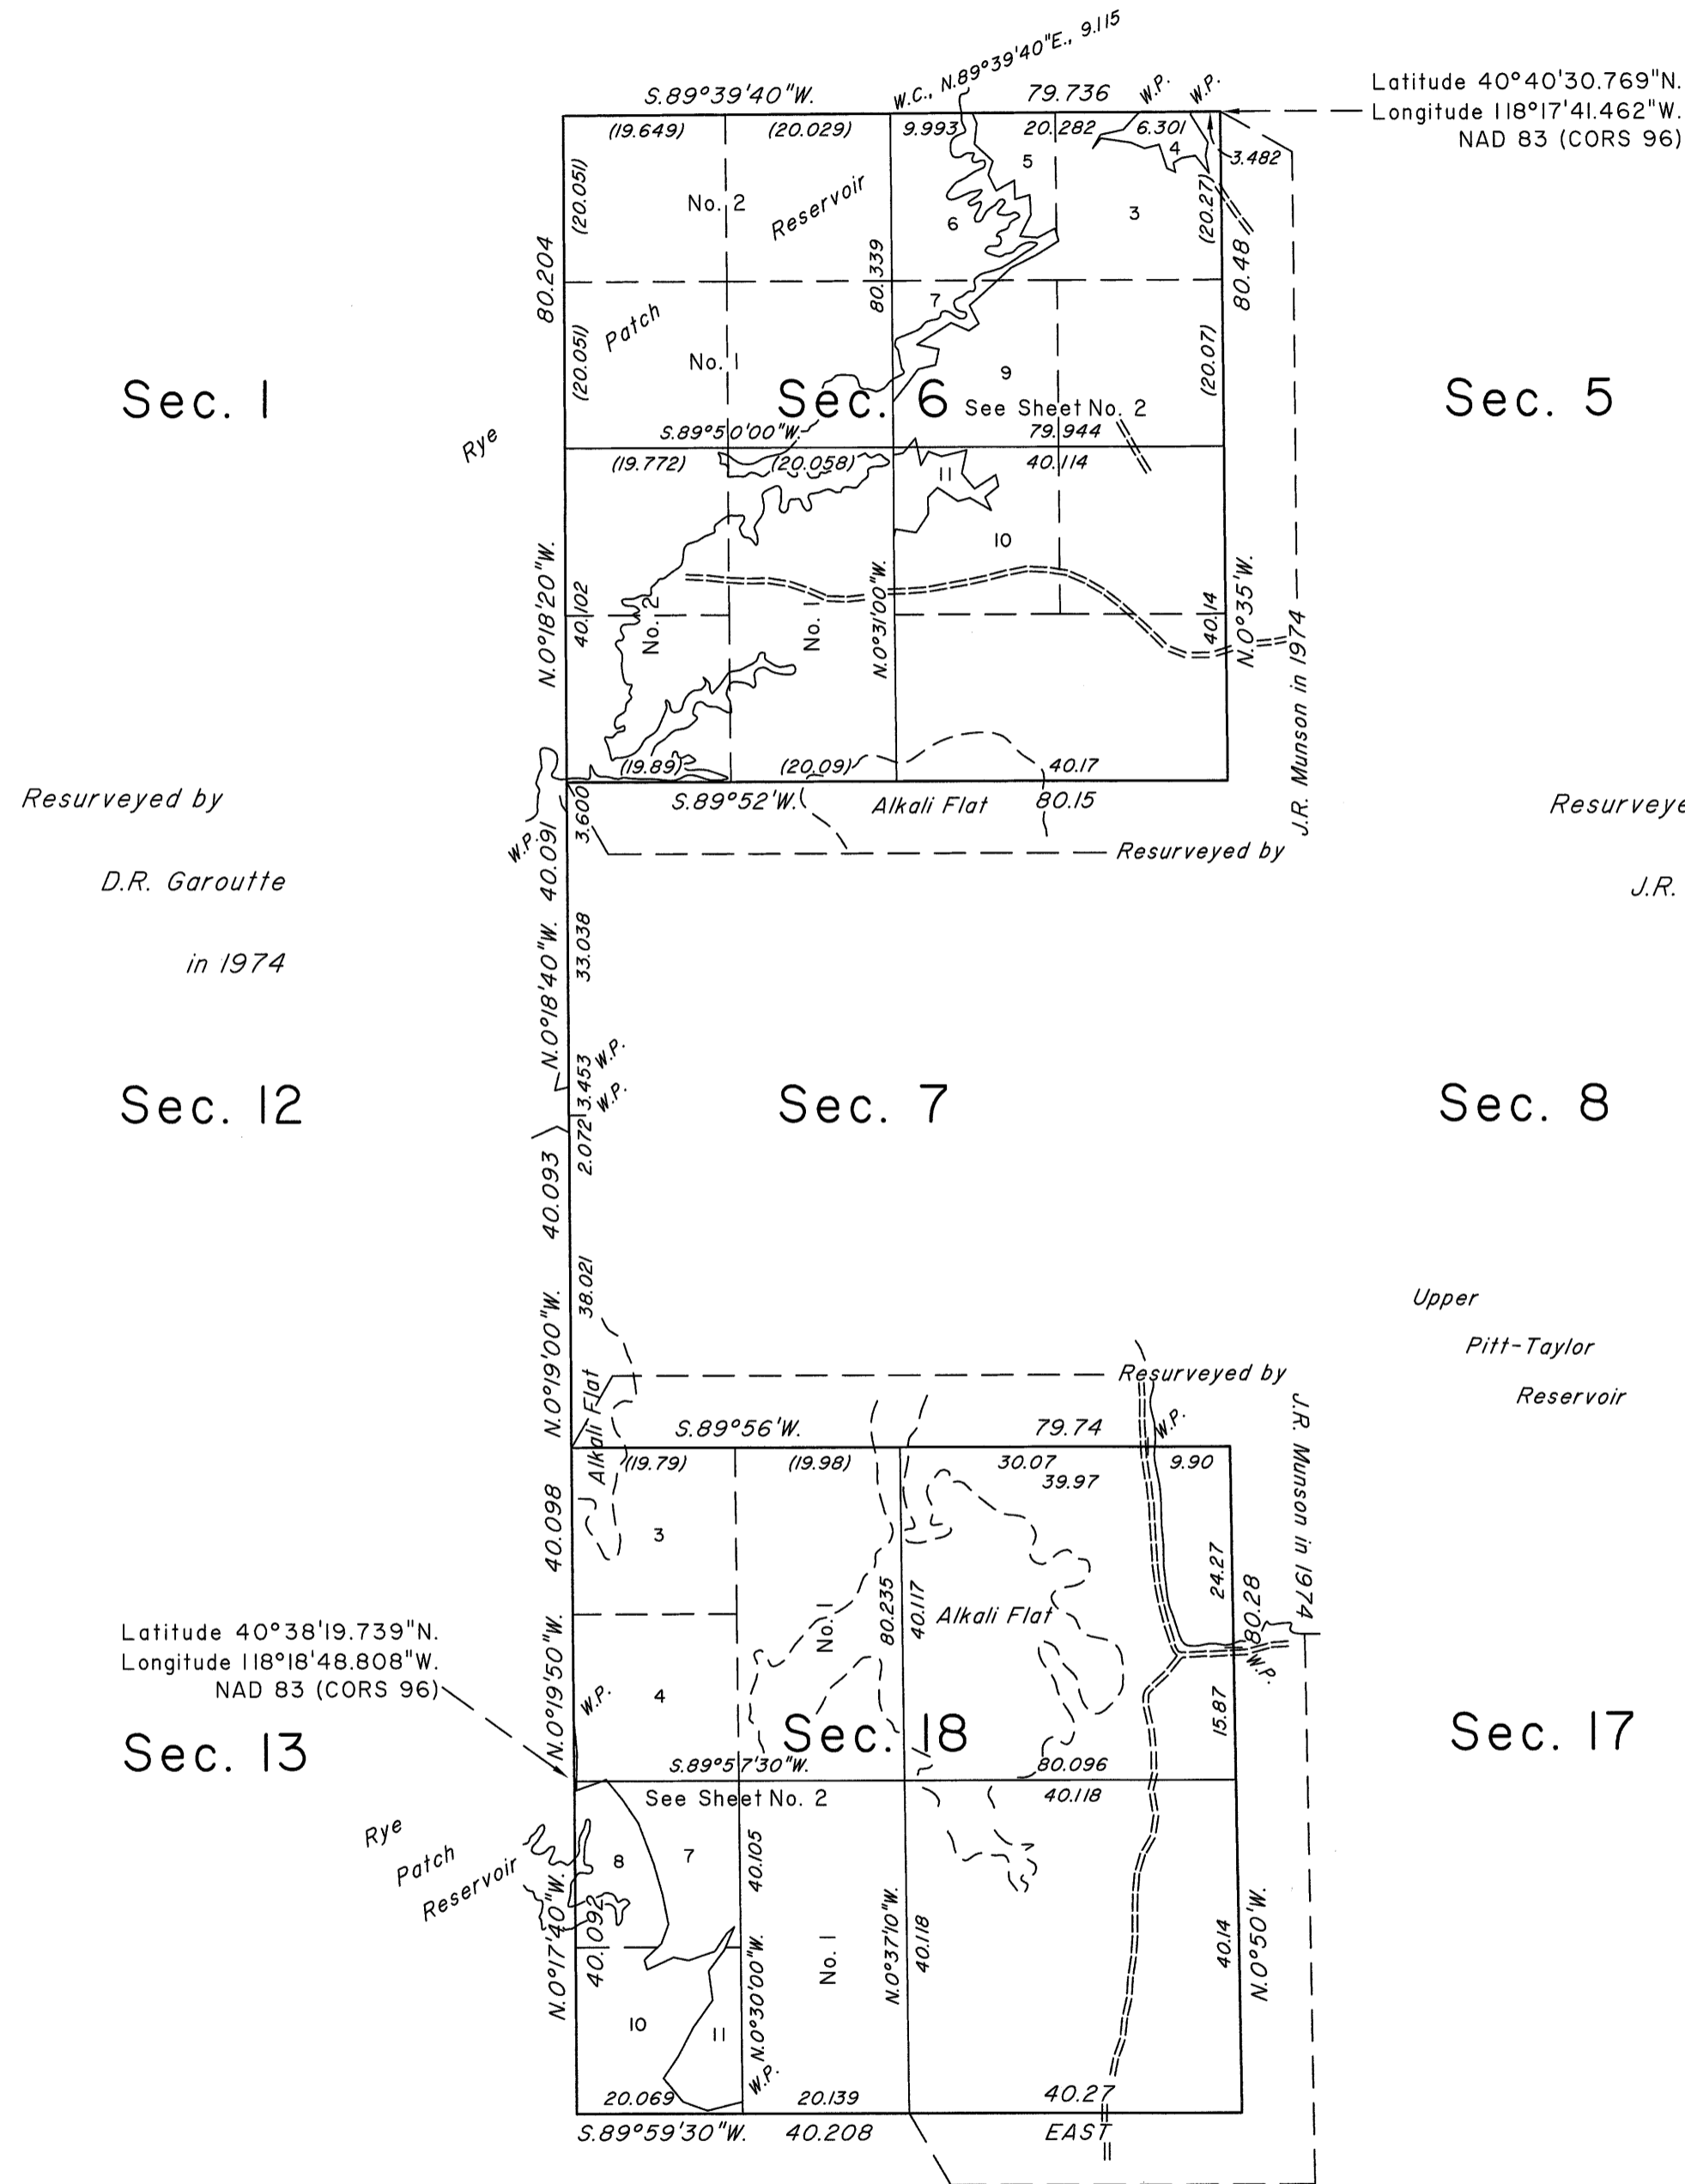 W.C., N.89°39'40"E., 9.115
S.89°39'40"W.
79.736
W.P.
W.P.
Latitude 40°40'30.769"N.
Longitude 118°17'41.462"W.
NAD 83 (CORS 96)
(19.649)
(20.029)
9.993
20.282
6.301
3.482
5
4
(20.051)
No. 2
Reservoir
6
3
(20.27)
80.204
80.339
80.48
Patch
7
(20.051)
No. 1
9
(20.07)
Sec. 1
Sec. 6
See Sheet No. 2
Sec. 5
Rye
S.89°50'00"W.
79.944
(19.772)
(20.058)
11
40.114
10
N.0°18'20"W.
40.102
No. 2
No. 1
N.0°31'00"W.
40.14
N.0°35'W.
J.R. Munson in 1974
(19.89)
(20.09)
40.17
Resurveyed by
D.R. Garoutte
in 1974
S.89°52'W.
Alkali Flat
80.15
Resurveye
J.R.
W.P.
3.600
40.091
Resurveyed by
N.0°18'40"W.
33.038
W.P.
3.453
W.P.
Sec. 12
Sec. 7
Sec. 8
2.072
40.093
38.021
N.0°19'00"W.
Upper
Pitt-Taylor
Reservoir
Alkali Flat
Resurveyed by
S.89°56'W.
79.74
W.P.
J.R. Munson in 1974
(19.79)
(19.98)
30.07
9.90
39.97
40.098
3
80.235
40.117
24.27
80.28
No. 1
Alkali Flat
Latitude 40°38'19.739"N.
Longitude 118°18'48.808"W.
NAD 83 (CORS 96)
N.0°19'50"W.
W.P.
4
W.P.
15.87
Sec. 13
Sec. 18
Sec. 17
S.89°57'30"W.
80.096
See Sheet No. 2
40.118
Rye
Patch
Reservoir
8
7
40.105
N.0°17'40"W.
40.092
N.0°30'00"W.
No. 1
N.0°37'10"W.
40.118
40.14
N.0°50'W.
10
11
W.P.
20.069
20.139
40.27
S.89°59'30"W.
40.208
EAST